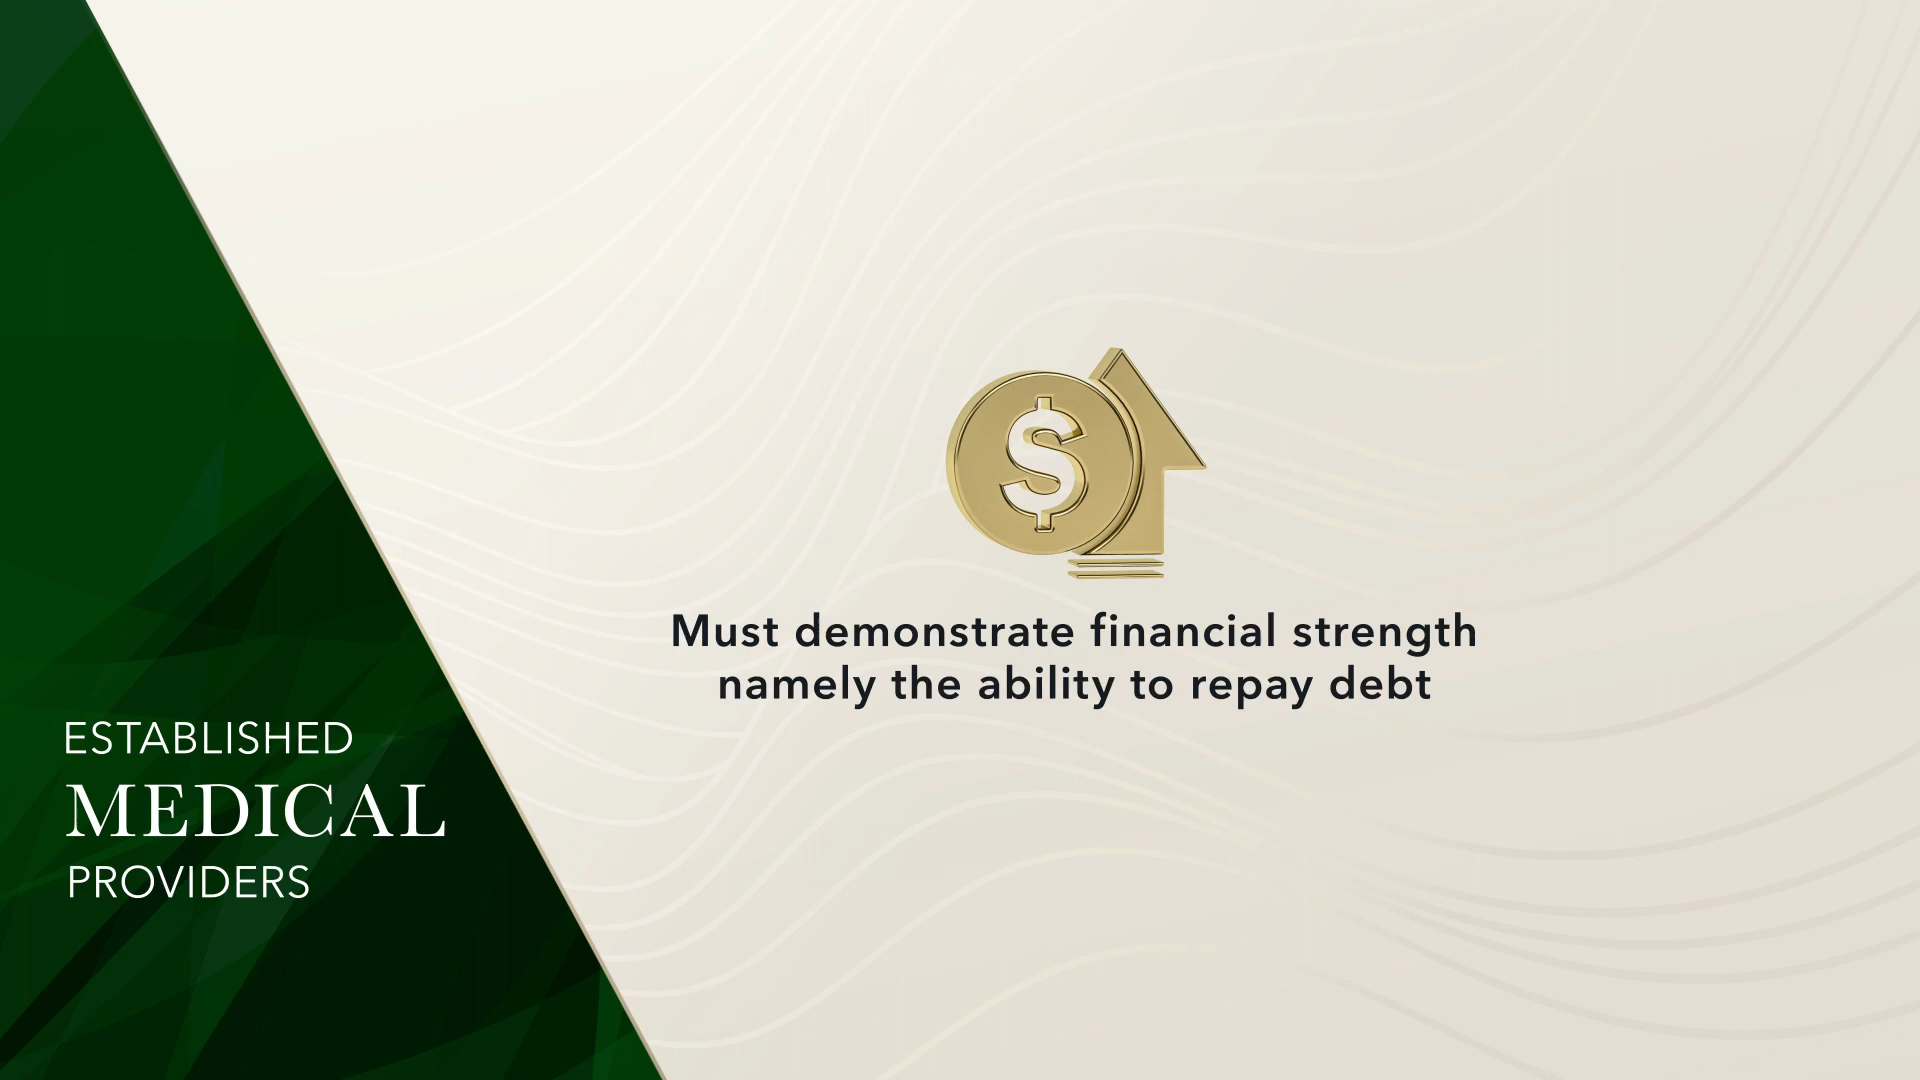 Must demonstrate financial strength
namely the ability to repay debt
ESTABLISHED
MEDICAL
PROVIDERS